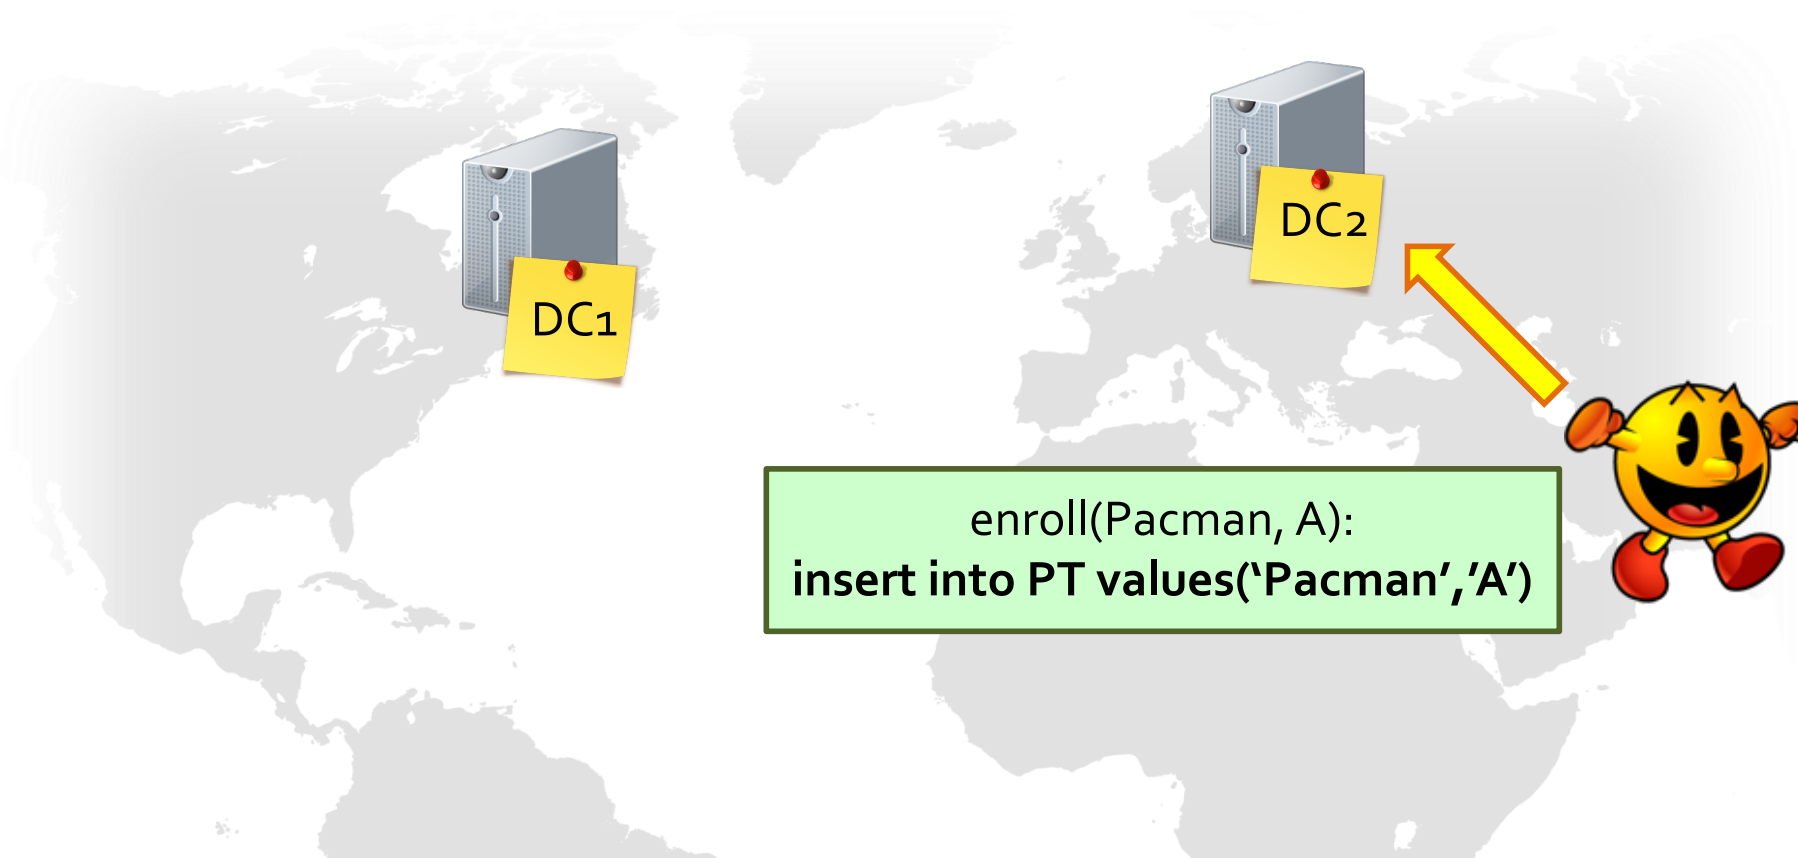 DC2
DC1
enroll(Pacman, A):
insert into PT values(‘Pacman’,’A’)